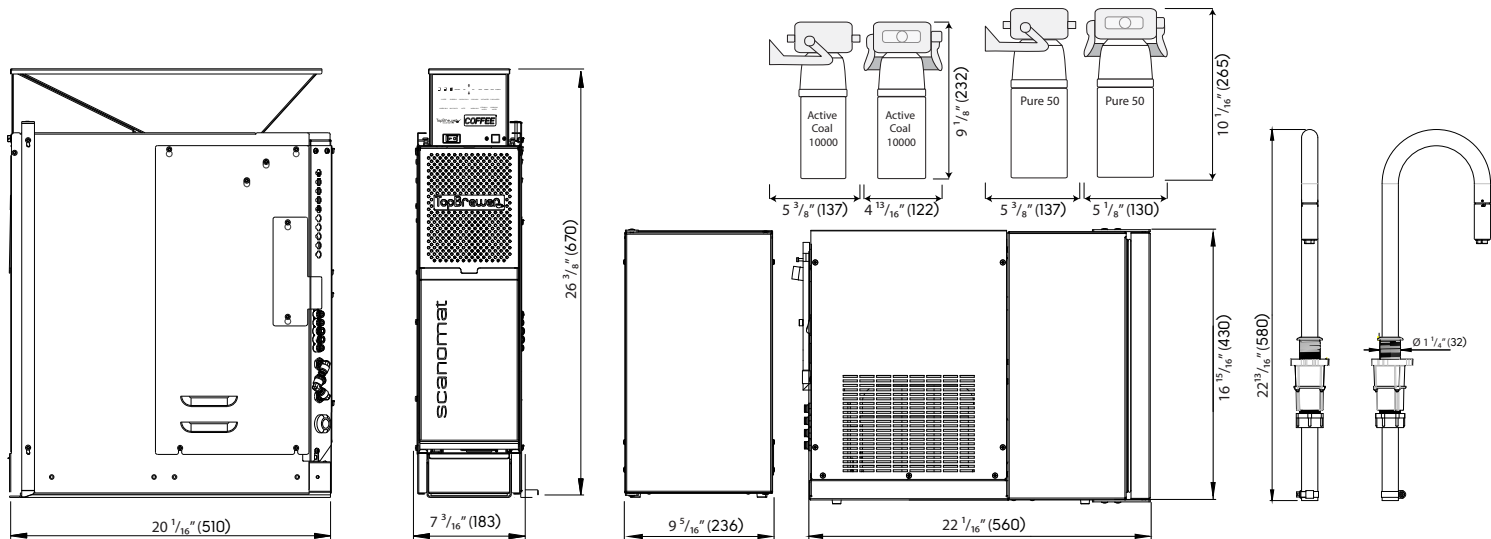 COFFEE
TopBrewer
scanomat
20 1/16" (510)
7 3/16" (183)
26 3/8" (670)
Active
Coal
10000
Active
Coal
10000
9 1/8" (232)
5 3/8" (137)
4 13/16" (122)
Pure 50
Pure 50
10 1/16" (265)
5 3/8" (137)
5 1/8" (130)
9 5/16" (236)
22 1/16" (560)
16 15/16" (430)
22 13/16" (580)
Ø 1 1/4" (32)